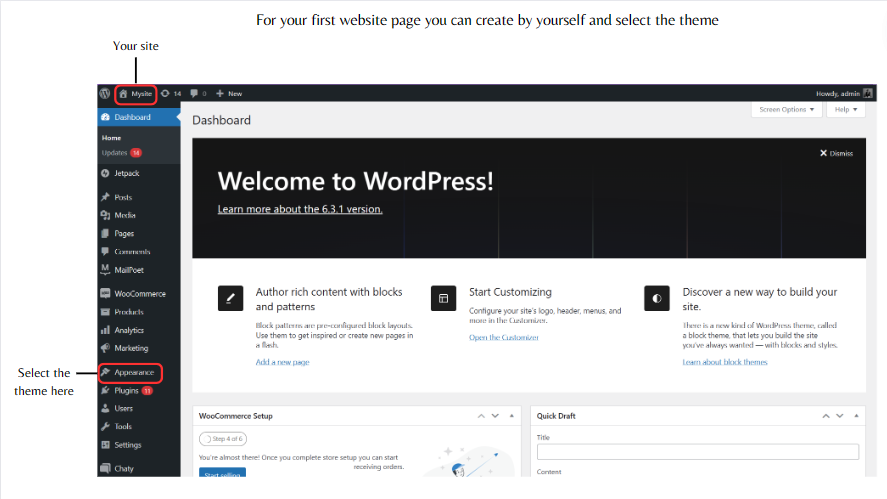 For your first website page you can create by yourself and select the theme
Your site
Mysite 14 0 + New
Howdy, admin
Dashboard
Home
Updates 14
Jetpack
Posts
Media
Pages
Comments
MailPoet
WooCommerce
Products
Analytics
Marketing
Appearance
Plugins 11
Users
Tools
Settings
Chaty
Select the
theme here
Screen Options ▼
Help ▼
Dashboard
Dismiss
Welcome to WordPress!
Learn more about the 6.3.1 version.
Author rich content with blocks
and patterns
Block patterns are pre-configured block layouts.
Use them to get inspired or create new pages in
a flash.
Add a new page
Start Customizing
Configure your site's logo, header, menus, and
more in the Customizer.
Open the Customizer
Discover a new way to build your
site.
There is a new kind of WordPress theme, called
a block theme, that lets you build the site
you've always wanted — with blocks and styles.
Learn about block themes
WooCommerce Setup
Step 4 of 6
You're almost there! Once you complete store setup you can start
receiving orders.
Start selling
Quick Draft
Title
Content